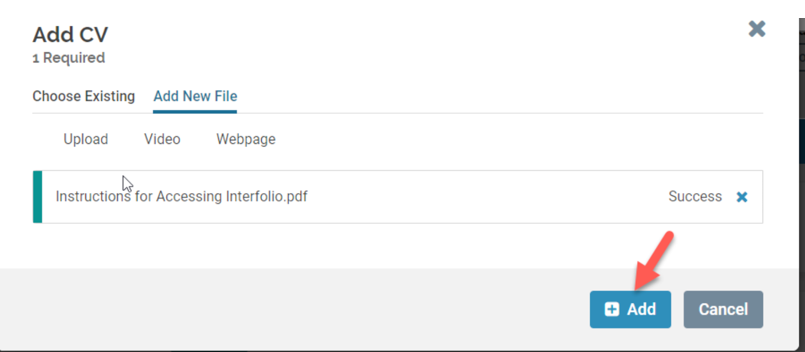 Add CV
1 Required
Choose Existing Add New File
Upload Video Webpage
Instructions for Accessing Interfolio.pdf Success
Add Cancel